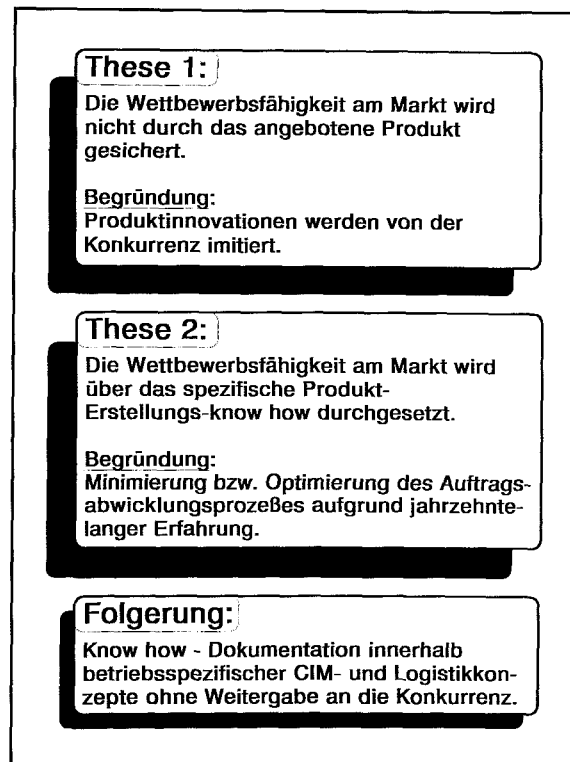 These 1:
Die Wettbewerbsfähigkeit am Markt wird
nicht durch das angebotene Produkt
gesichert.
Begründung:
Produktinnovationen werden von der
Konkurrenz imitiert.
These 2:
Die Wettbewerbsfähigkeit am Markt wird
über das spezifische Produkt-
Erstellungs-know how durchgesetzt.
Begründung:
Minimierung bzw. Optimierung des Auftrags-
abwicklungsprozeßes aufgrund jahrzehnte-
langer Erfahrung.
Folgerung:
Know how - Dokumentation innerhalb
betriebsspezifischer CIM- und Logistikkon-
zepte ohne Weitergabe an die Konkurrenz.